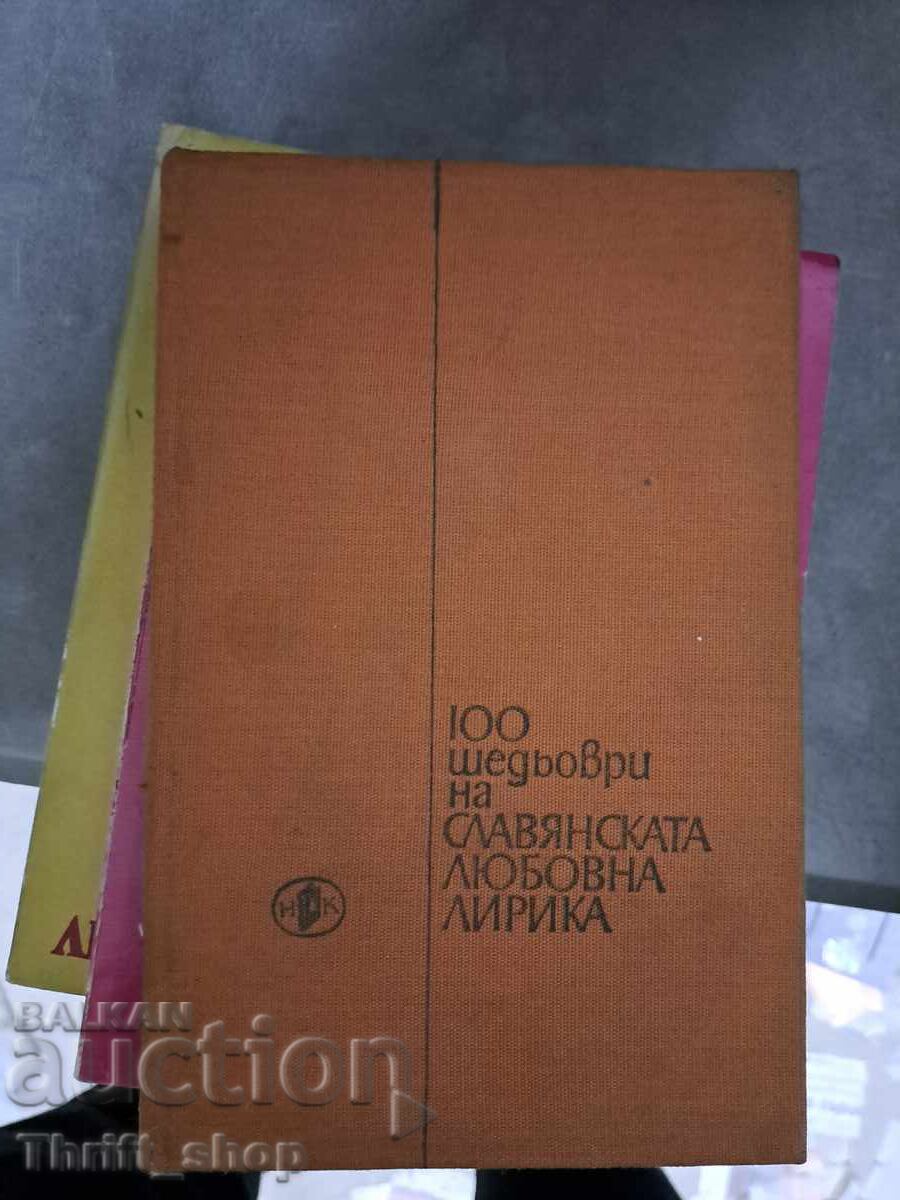 100
шедьоври
на
СЛАВЯНСКАТА
ЛЮБОВНА
ЛИРИКА
НК
BALKAN
auction
Thrift_shop